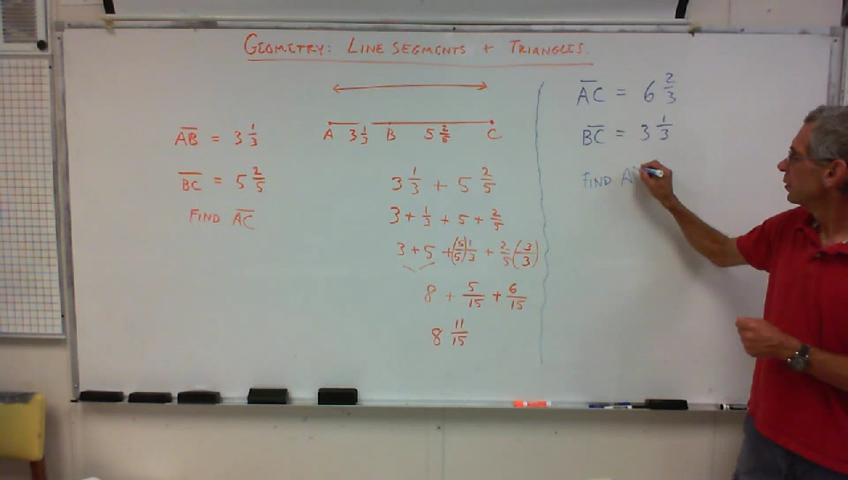 GEOMETRY: LINE SEGMENTS + TRIANGLES
AB = 3 1/3
BC = 5 2/5
FIND AC
A 3 1/3 B 5 2/5 C
3 1/3 + 5 2/5
3 + 1/3 + 5 + 2/5
3 + 5 + (5/5) 1/3 + 2/5 (3/3)
8 + 5/15 + 6/15
8 11/15
AC = 6 2/3
BC = 3 1/3
FIND A